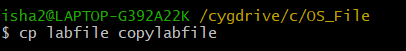 isha2@LAPTOP-G392A22K /cygdrive/c/OS_File
$ cp labfile copylabfile